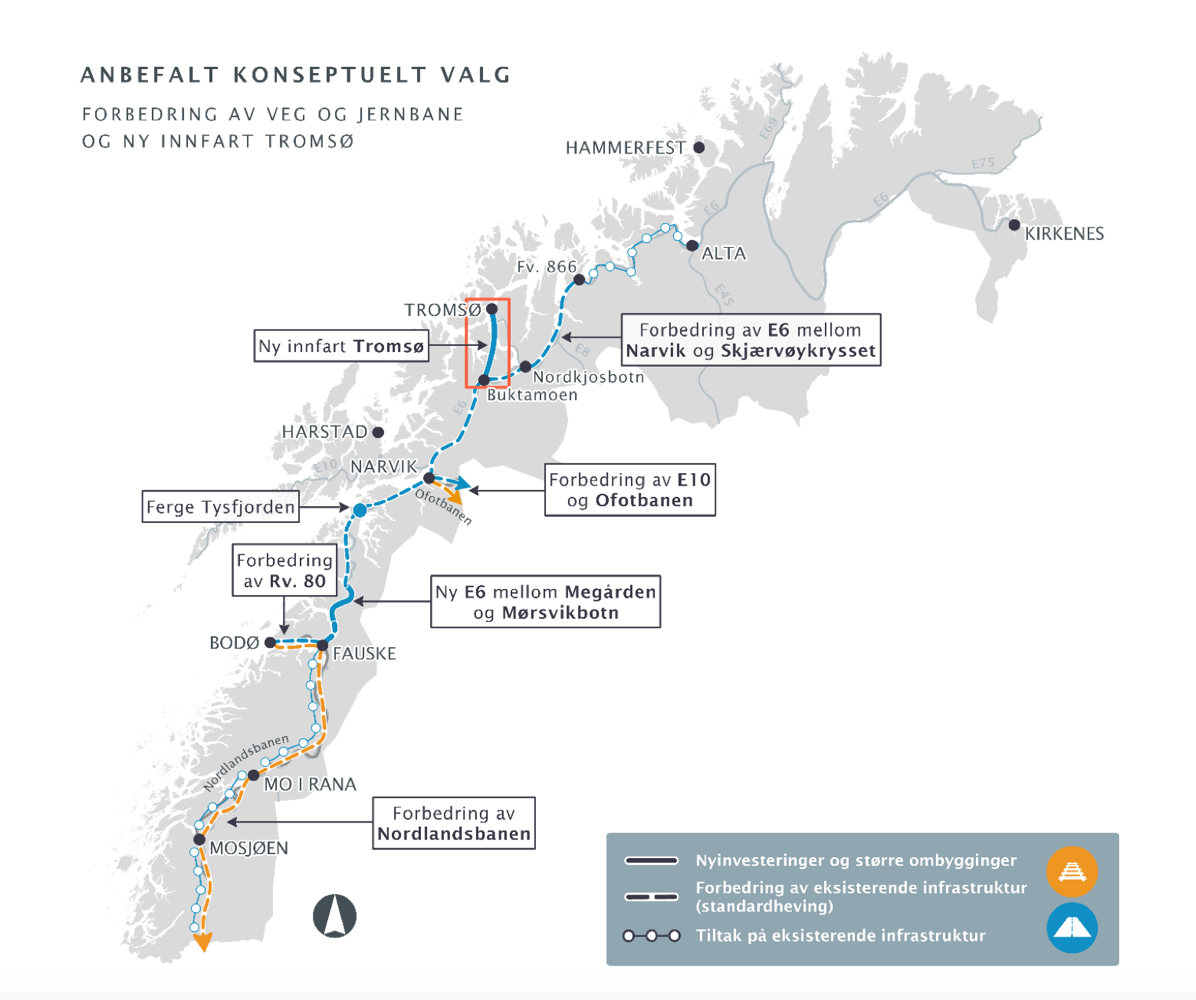 ANBEFALT KONSEPTUELT VALG
FORBEDRING AV VEG OG JERNBANE
OG NY INNFART TROMSØ
HAMMERFEST
E69
E75
E6
E6
KIRKENES
ALTA
Fv. 866
E45
TROMSØ
Ny innfart Tromsø
Forbedring av E6 mellom
Narvik og Skjærvøykrysset
E8
Nordkjosbotn
Buktamoen
E6
HARSTAD
E10
NARVIK
Forbedring av E10
og Ofotbanen
Ofotbanen
Ferge Tysfjorden
Forbedring
av Rv. 80
Ny E6 mellom Megården
og Mørsvikbotn
BODØ
FAUSKE
Nordlandsbanen
MO I RANA
Forbedring av
Nordlandsbanen
MOSJØEN
Nyinvesteringer og større ombygginger
Forbedring av eksisterende infrastruktur
(standardheving)
Tiltak på eksisterende infrastruktur